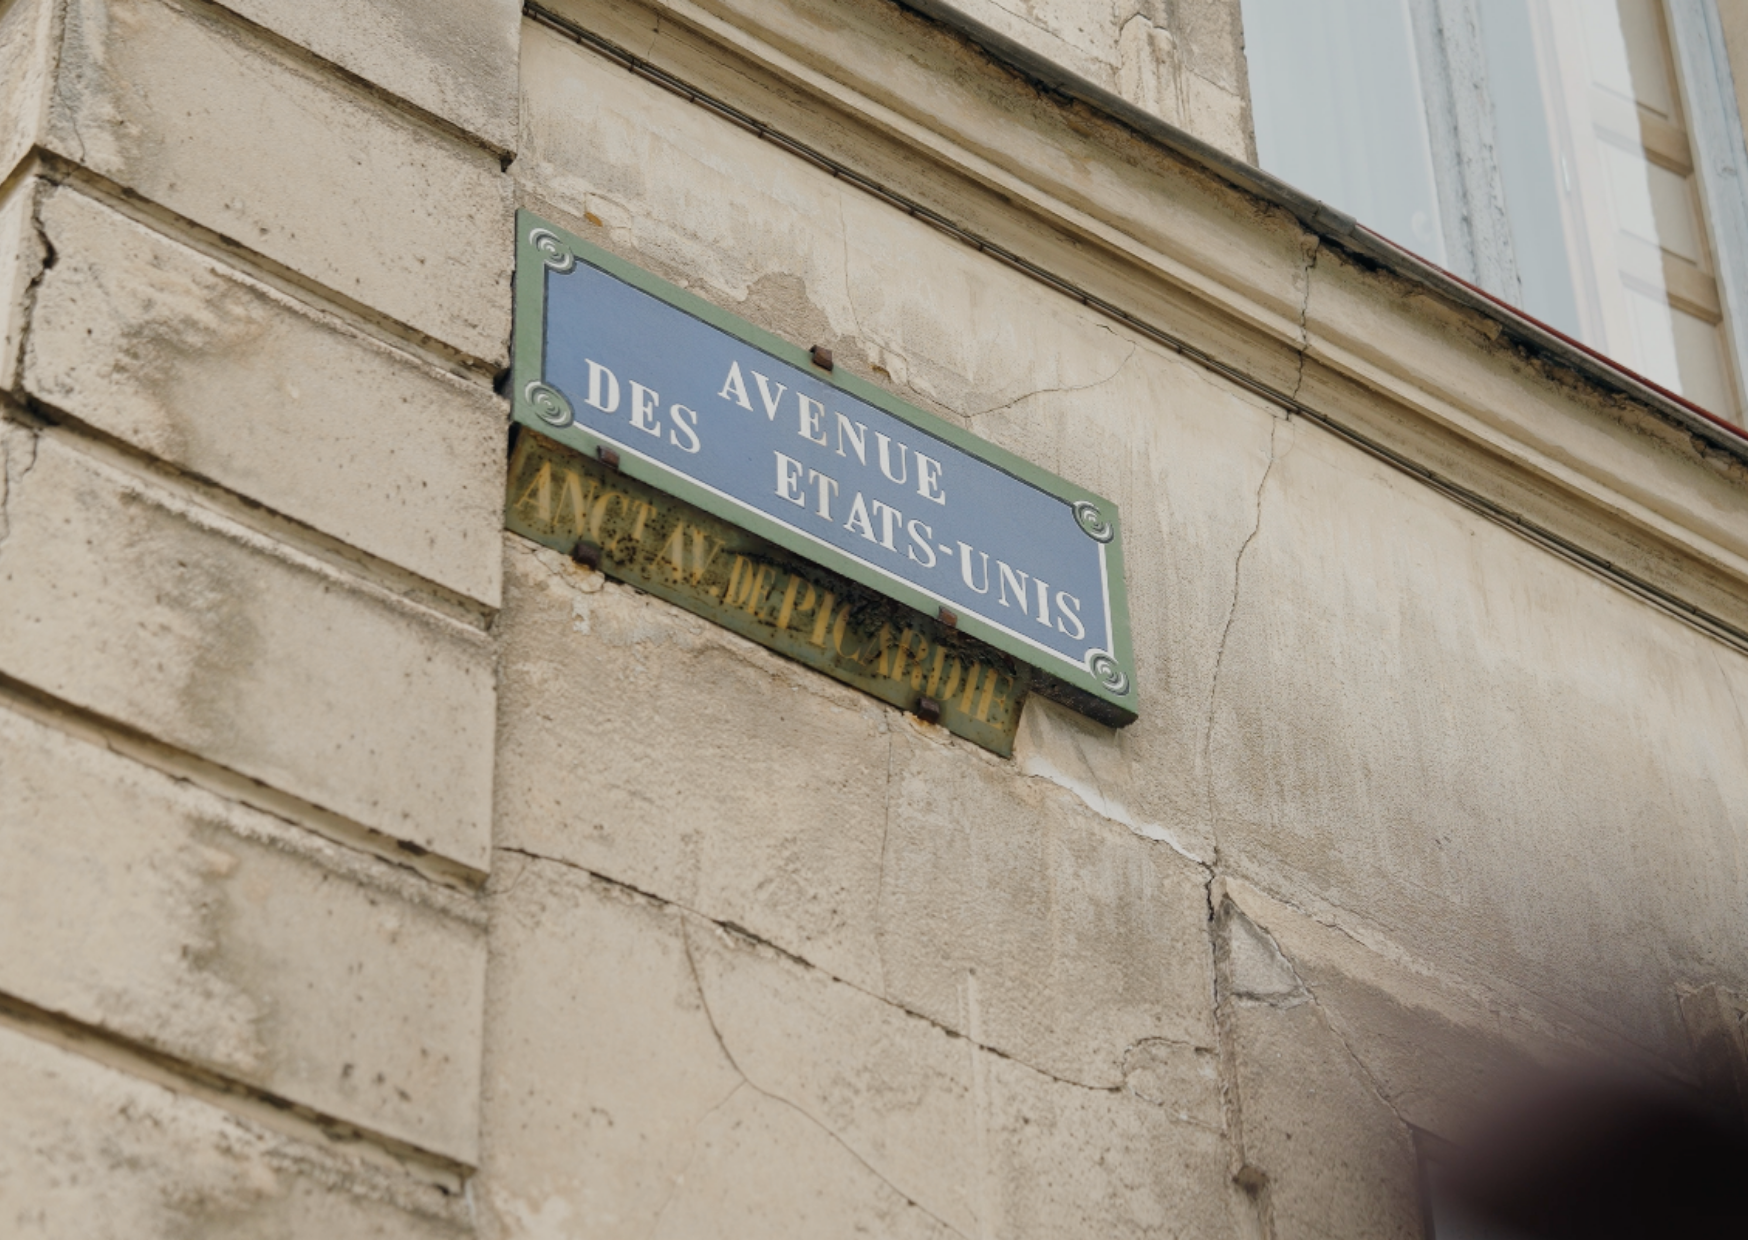 AVENUE
DES ETATS-UNIS
ANCT AV. DE PICARDIE